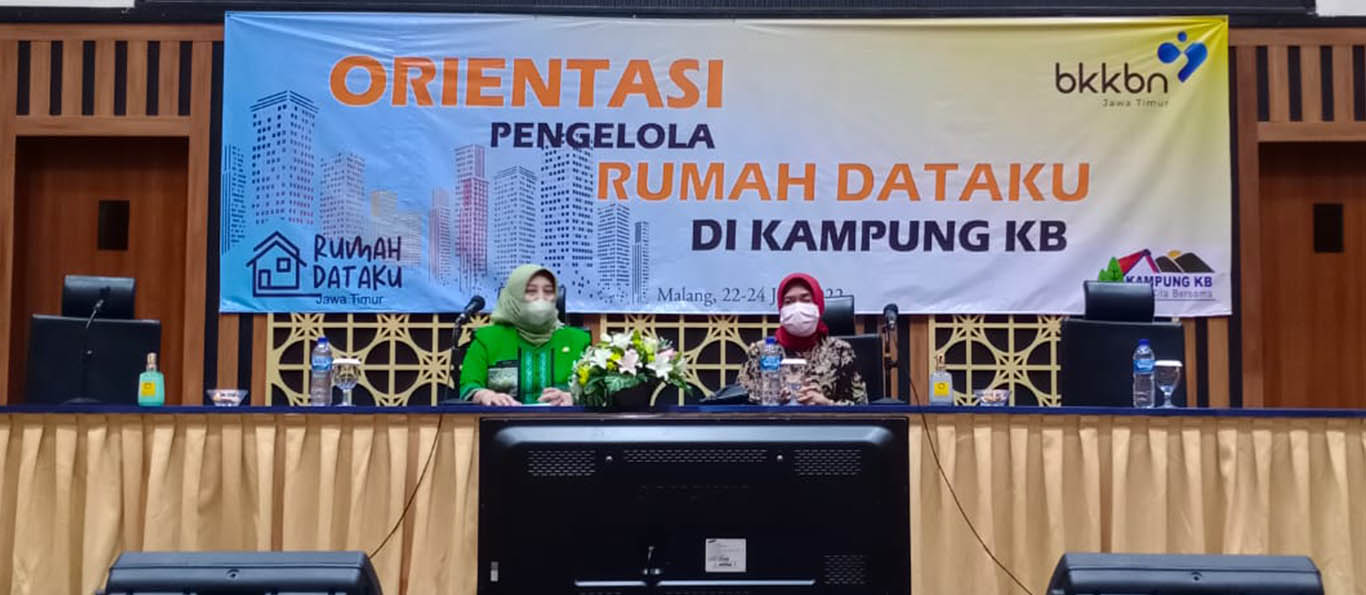 ORIENTASI
PENGELOLA
RUMAH DATAKU
DI KAMPUNG KB
bkkbn
Jawa Timur
RUMAH
DATAKU
Jawa Timur
Malang, 22-24
KAMPUNG KB
Bersama